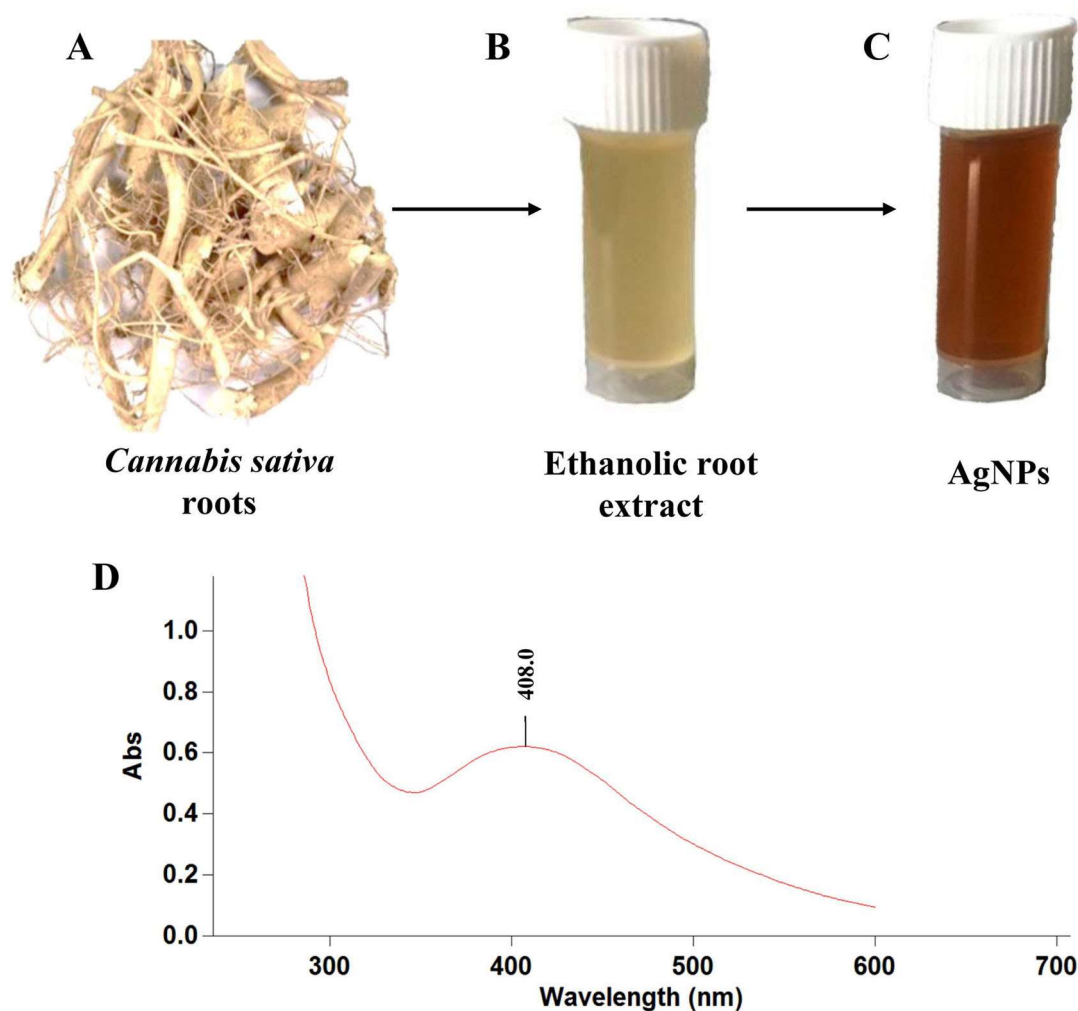 A
B
C
Cannabis sativa
roots
Ethanolic root
extract
AgNPs
D
408.0
1.0
0.8
0.6
0.4
0.2
0.0
Abs
300
400
500
600
700
Wavelength (nm)